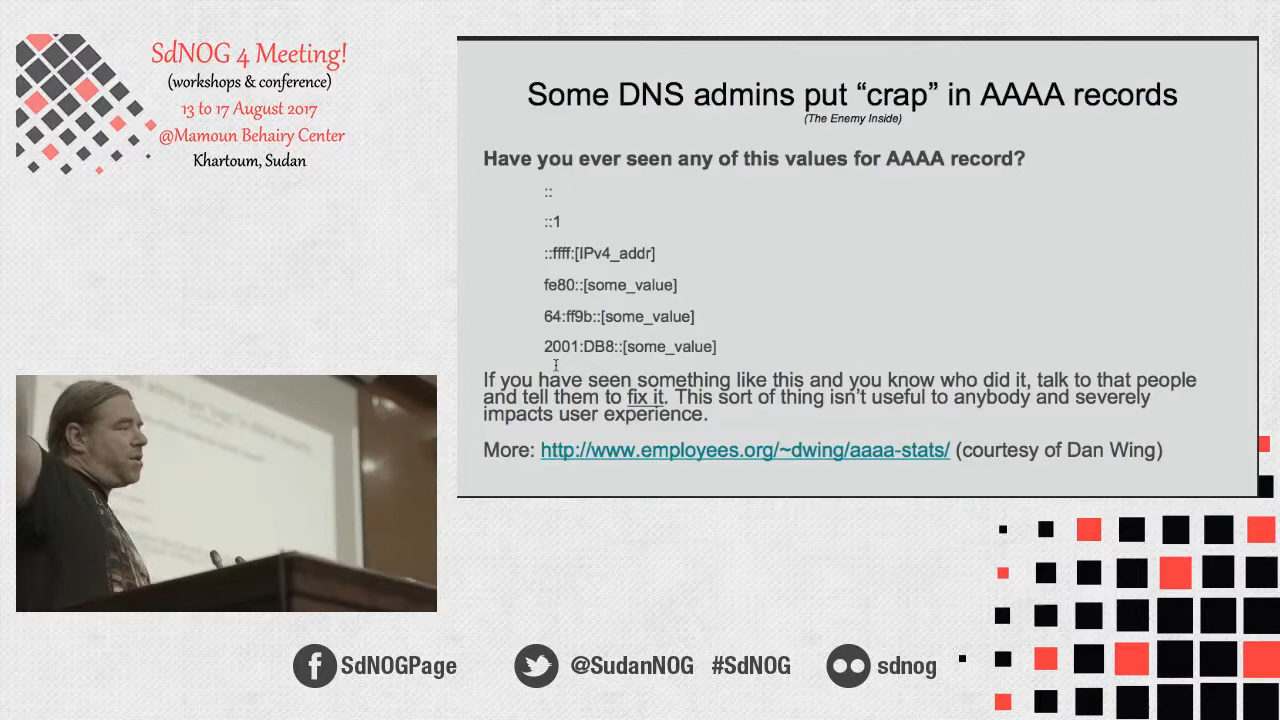 SdNOG 4 Meeting!
(workshops & conference)
13 to 17 August 2017
@Mamoun Behairy Center
Khartoum, Sudan
Some DNS admins put “crap” in AAAA records
(The Enemy Inside)
Have you ever seen any of this values for AAAA record?
::
::1
::ffff:[IPv4_addr]
fe80::[some_value]
64:ff9b::[some_value]
2001:DB8::[some_value]
If you have seen something like this and you know who did it, talk to that people
and tell them to fix it. This sort of thing isn’t useful to anybody and severely
impacts user experience.
More: http://www.employees.org/~dwing/aaaa-stats/ (courtesy of Dan Wing)
SdNOGPage
@SudanNOG #SdNOG
sdnog